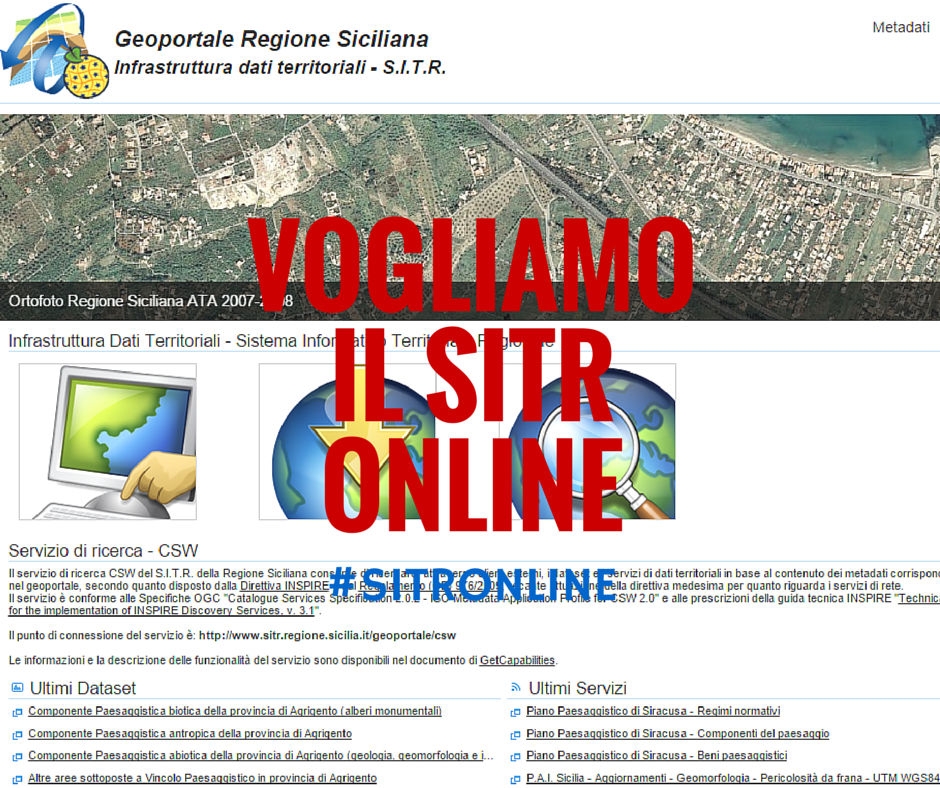 Geoportale Regione Siciliana
Infrastruttura dati territoriali - S.I.T.R.
Metadati
VOGLIAMO
IL SITR
ONLINE
#SITRONLINE
Ortofoto Regione Siciliana ATA 2007-2008
Infrastruttura Dati Territoriali - Sistema Informativo Territoriale Regionale
Servizio di ricerca - CSW
Il servizio di ricerca CSW del S.I.T.R. della Regione Siciliana servizi di dati territoriali in base al contenuto dei metadati
nel geoportale, secondo quanto disposto dalla Direttiva INSPIRE della direttiva medesima per quanto riguarda i servizi di rete.
Il servizio è conforme alle Specifiche OGC "Catalogue Services Specification 2.0.2 - ISO Metadata Application Profile for CSW 2.0" e alle prescrizioni della guida tecnica INSPIRE
for the implementation of INSPIRE Discovery Services, v. 3.1".
Il punto di connessione del servizio è: http://www.sitr.regione.sicilia.it/geoportale/csw
Le informazioni e la descrizione delle funzionalità del servizio sono disponibili nel documento di GetCapabilities.
Ultimi Dataset
Componente Paesaggistica biotica della provincia di Agrigento (alberi monumentali)
Componente Paesaggistica antropica della provincia di Agrigento
Componente Paesaggistica abiotica della provincia di Agrigento (geologia, geomorfologia e i...
Altre aree sottoposte a Vincolo Paesaggistico in provincia di Agrigento
Ultimi Servizi
Piano Paesaggistico di Siracusa - Regimi normativi
Piano Paesaggistico di Siracusa - Componenti del paesaggio
Piano Paesaggistico di Siracusa - Beni paesaggistici
P.A.I. Sicilia - Aggiornamenti - Geomorfologia - Pericolosità da frana - UTM WGS84